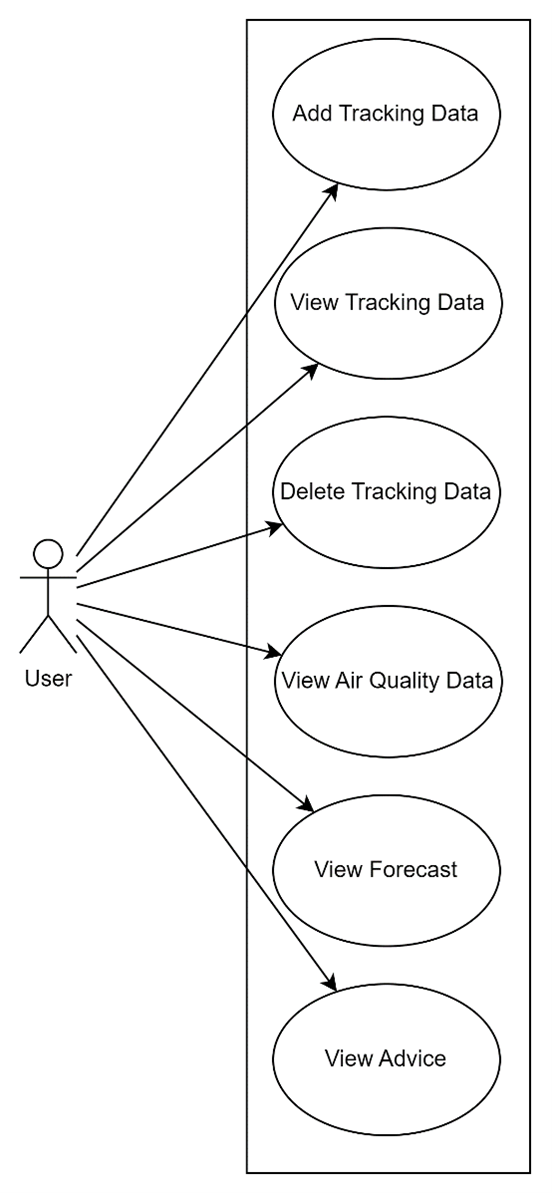 Add Tracking Data
View Tracking Data
Delete Tracking Data
User
View Air Quality Data
View Forecast
View Advice